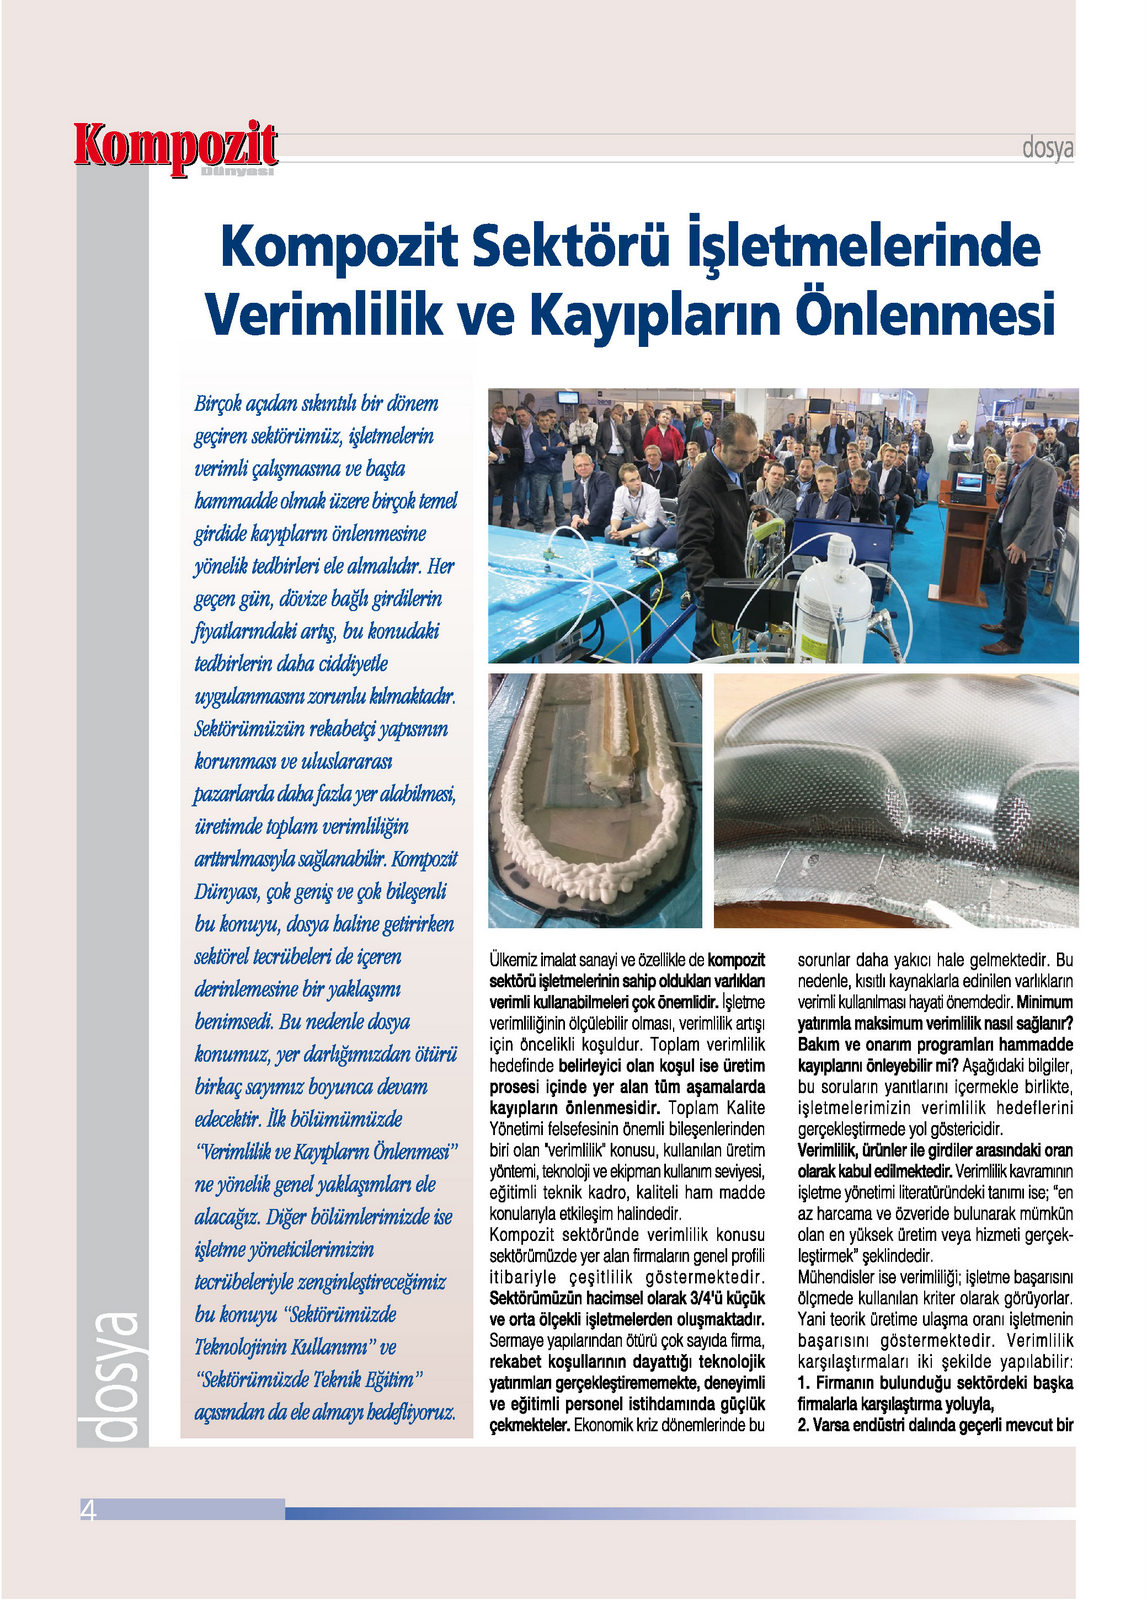 Kompozit
Dünyası
dosya
Kompozit Sektörü İşletmelerinde
Verimlilik ve Kayıpların Önlenmesi
Birçok açıdan sıkıntılı bir dönem
geçiren sektörümüz, işletmelerin
verimli çalışmasına ve başta
hammadde olmak üzere birçok temel
girdide kayıpların önlenmesine
yönelik tedbirleri ele almalıdır. Her
geçen gün, dövize bağlı girdilerin
fiyatlarındaki artış, bu konudaki
tedbirlerin daha ciddiyetle
uygulanmasını zorunlu kılmaktadır.
Sektörümüzün rekabetçi yapısının
korunması ve uluslararası
pazarlarda daha fazla yer alabilmesi,
üretimde toplam verimliliğin
arttırılmasıyla sağlanabilir. Kompozit
Dünyası, çok geniş ve çok bileşenli
bu konuyu, dosya haline getirirken
sektörel tecrübeleri de içeren
derinlemesine bir yaklaşımı
benimsedi. Bu nedenle dosya
konumuz, yer darlığımızdan ötürü
birkaç sayımız boyunca devam
edecektir. İlk bölümümüzde
“Verimlilik ve Kayıpların Önlenmesi”
ne yönelik genel yaklaşımları ele
alacağız. Diğer bölümlerimizde ise
işletme yöneticilerimizin
tecrübeleriyle zenginleştireceğimiz
bu konuyu “Sektörümüzde
Teknolojinin Kullanımı” ve
“Sektörümüzde Teknik Eğitim”
açısından da ele almayı hedefliyoruz.
Ülkemiz imalat sanayi ve özellikle de kompozit
sektörü işletmelerinin sahip oldukları varlıkları
verimli kullanabilmeleri çok önemlidir. İşletme
verimliliğinin ölçülebilir olması, verimlilik artışı
için öncelikli koşuldur. Toplam verimlilik
hedefinde belirleyici olan koşul ise üretim
prosesi içinde yer alan tüm aşamalarda
kayıpların önlenmesidir. Toplam Kalite
Yönetimi felsefesinin önemli bileşenlerinden
biri olan "verimlilik" konusu, kullanılan üretim
yöntemi, teknoloji ve ekipman kullanım seviyesi,
eğitimli teknik kadro, kaliteli ham madde
konularıyla etkileşim halindedir.
Kompozit sektöründe verimlilik konusu
sektörümüzde yer alan firmaların genel profili
itibariyle çeşitlilik göstermektedir.
Sektörümüzün hacimsel olarak 3/4'ü küçük
ve orta ölçekli işletmelerden oluşmaktadır.
Sermaye yapılarından ötürü çok sayıda firma,
rekabet koşullarının dayattığı teknolojik
yatırımları gerçekleştirememekte, deneyimli
ve eğitimli personel istihdamında güçlük
çekmekteler. Ekonomik kriz dönemlerinde bu
sorunlar daha yakıcı hale gelmektedir. Bu
nedenle, kısıtlı kaynaklarla edinilen varlıkların
verimli kullanılması hayati önemdedir. Minimum
yatırımla maksimum verimlilik nasıl sağlanır?
Bakım ve onarım programları hammadde
kayıplarını önleyebilir mi? Aşağıdaki bilgiler,
bu soruların yanıtlarını içermekle birlikte,
işletmelerimizin verimlilik hedeflerini
gerçekleştirmede yol göstericidir.
Verimlilik, ürünler ile girdiler arasındaki oran
olarak kabul edilmektedir. Verimlilik kavramının
işletme yönetimi literatüründeki tanımı ise; “en
az harcama ve özveride bulunarak mümkün
olan en yüksek üretim veya hizmeti gerçek-
leştirmek” şeklindedir.
Mühendisler ise verimliliği; işletme başarısını
ölçmede kullanılan kriter olarak görüyorlar.
Yani teorik üretime ulaşma oranı işletmenin
başarısını göstermektedir. Verimlilik
karşılaştırmaları iki şekilde yapılabilir:
1. Firmanın bulunduğu sektördeki başka
firmalarla karşılaştırma yoluyla,
2. Varsa endüstri dalında geçerli mevcut bir
dosya
4